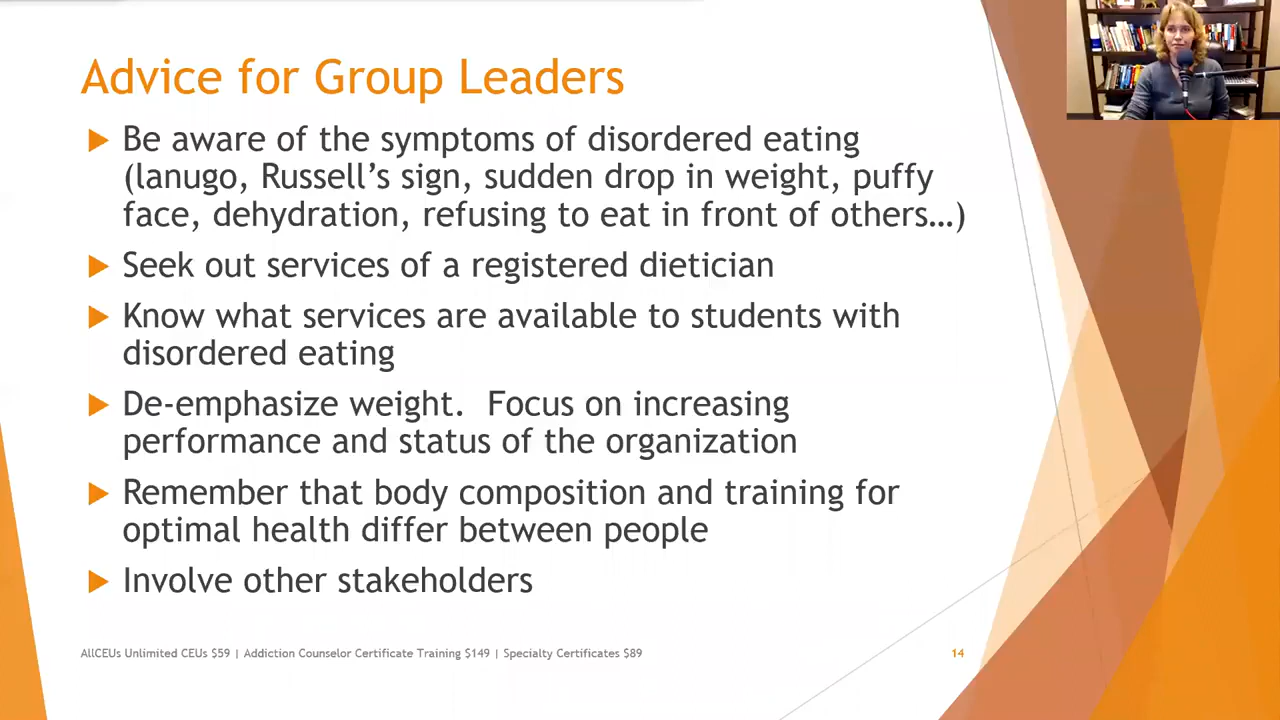 Advice for Group Leaders
Be aware of the symptoms of disordered eating
(lanugo, Russell’s sign, sudden drop in weight, puffy
face, dehydration, refusing to eat in front of others…)
Seek out services of a registered dietician
Know what services are available to students with
disordered eating
De-emphasize weight.  Focus on increasing
performance and status of the organization
Remember that body composition and training for
optimal health differ between people
Involve other stakeholders
AllCEUs Unlimited CEUs $59 | Addiction Counselor Certificate Training $149 | Specialty Certificates $89
14